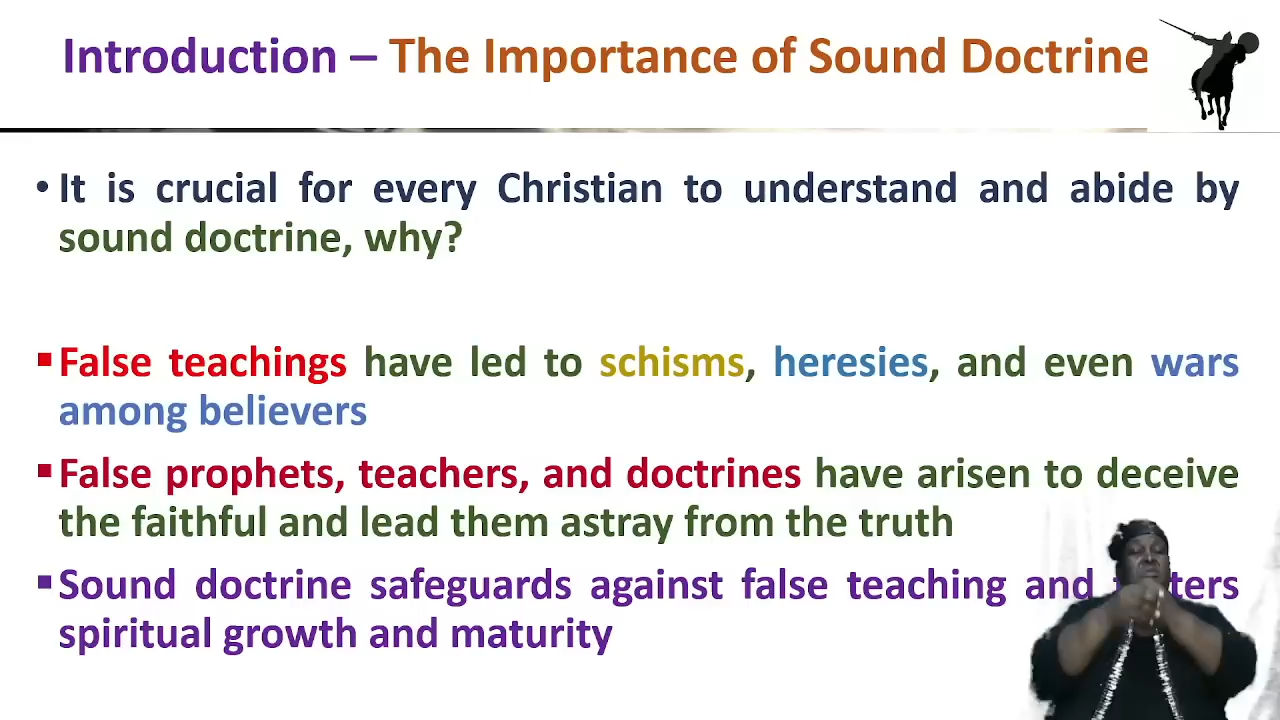 Introduction – The Importance of Sound Doctrine
• It is crucial for every Christian to understand and abide by
sound doctrine, why?
▪ False teachings have led to schisms, heresies, and even wars
among believers
▪ False prophets, teachers, and doctrines have arisen to deceive
the faithful and lead them astray from the truth
▪ Sound doctrine safeguards against false teaching and
spiritual growth and maturity